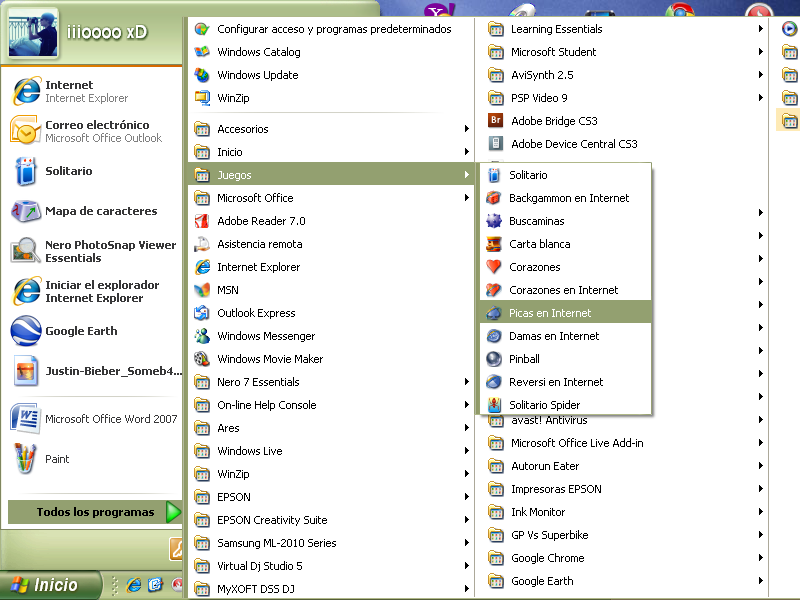 iiioooo xD
Internet
Internet Explorer
Correo electrónico
Microsoft Office Outlook
Solitario
Mapa de caracteres
Nero PhotoSnap Viewer
Essentials
Iniciar el explorador
Internet Explorer
Google Earth
Justin-Bieber_Someb4...
Microsoft Office Word 2007
Paint
Todos los programas
Inicio
Configurar acceso y programas predeterminados
Windows Catalog
Windows Update
WinZip
Accesorios
Inicio
Juegos
Microsoft Office
Adobe Reader 7.0
Asistencia remota
Internet Explorer
MSN
Outlook Express
Windows Messenger
Windows Movie Maker
Nero 7 Essentials
On-line Help Console
Ares
Windows Live
WinZip
EPSON
EPSON Creativity Suite
Samsung ML-2010 Series
Virtual Dj Studio 5
MyXOFT DSS DJ
Learning Essentials
Microsoft Student
AviSynth 2.5
PSP Video 9
Br
Adobe Bridge CS3
Adobe Device Central CS3
Solitario
Backgammon en Internet
Buscaminas
Carta blanca
Corazones
Corazones en Internet
Picas en Internet
Damas en Internet
Pinball
Reversi en Internet
Solitario Spider
avast! Antivirus
Microsoft Office Live Add-in
Autorun Eater
Impresoras EPSON
Ink Monitor
GP Vs Superbike
Google Chrome
Google Earth